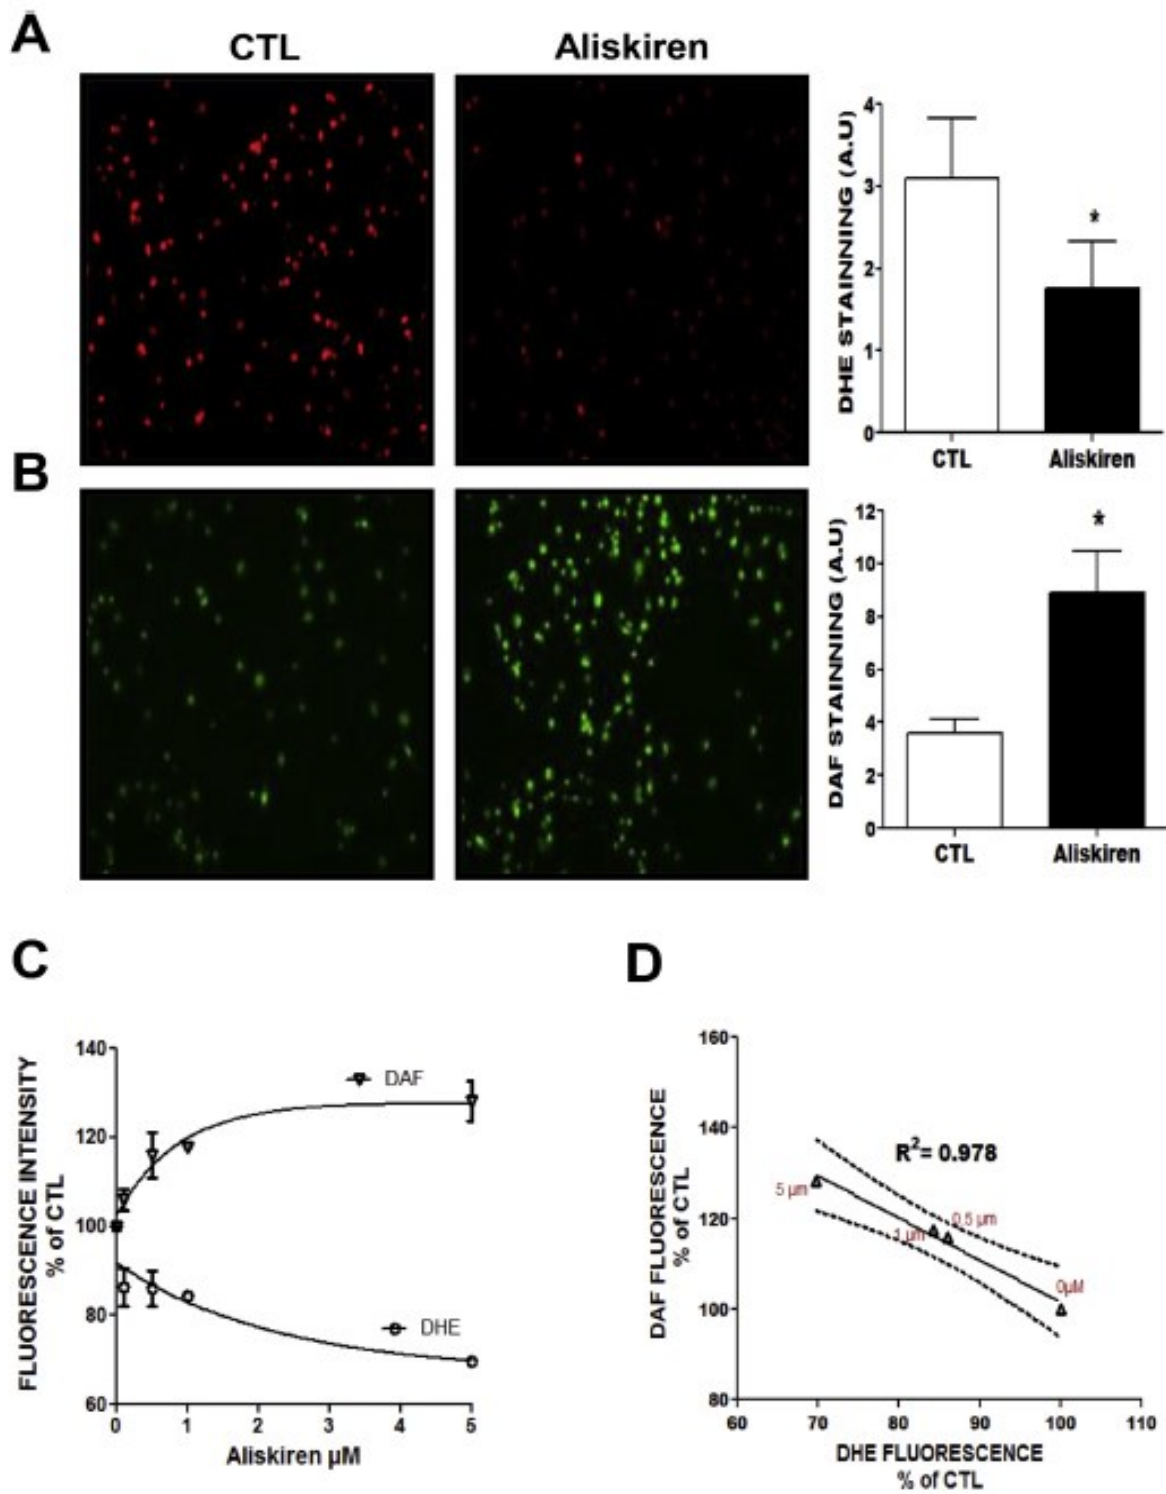 A
CTL
Aliskiren
DHE STAINNING (A.U)
4
3
2
1
0
*
CTL
Aliskiren
B
DAF STAINNING (A.U)
12
10
8
6
4
2
0
*
CTL
Aliskiren
C
FLUORESCENCE INTENSITY
% of CTL
140
120
100
80
60
DAF
DHE
0 1 2 3 4 5
Aliskiren µM
D
DAF FLUORESCENCE
% of CTL
160
140
120
100
80
R²= 0.978
5 µm
1 µm
0.5 µm
0µM
60 70 80 90 100 110
DHE FLUORESCENCE
% of CTL